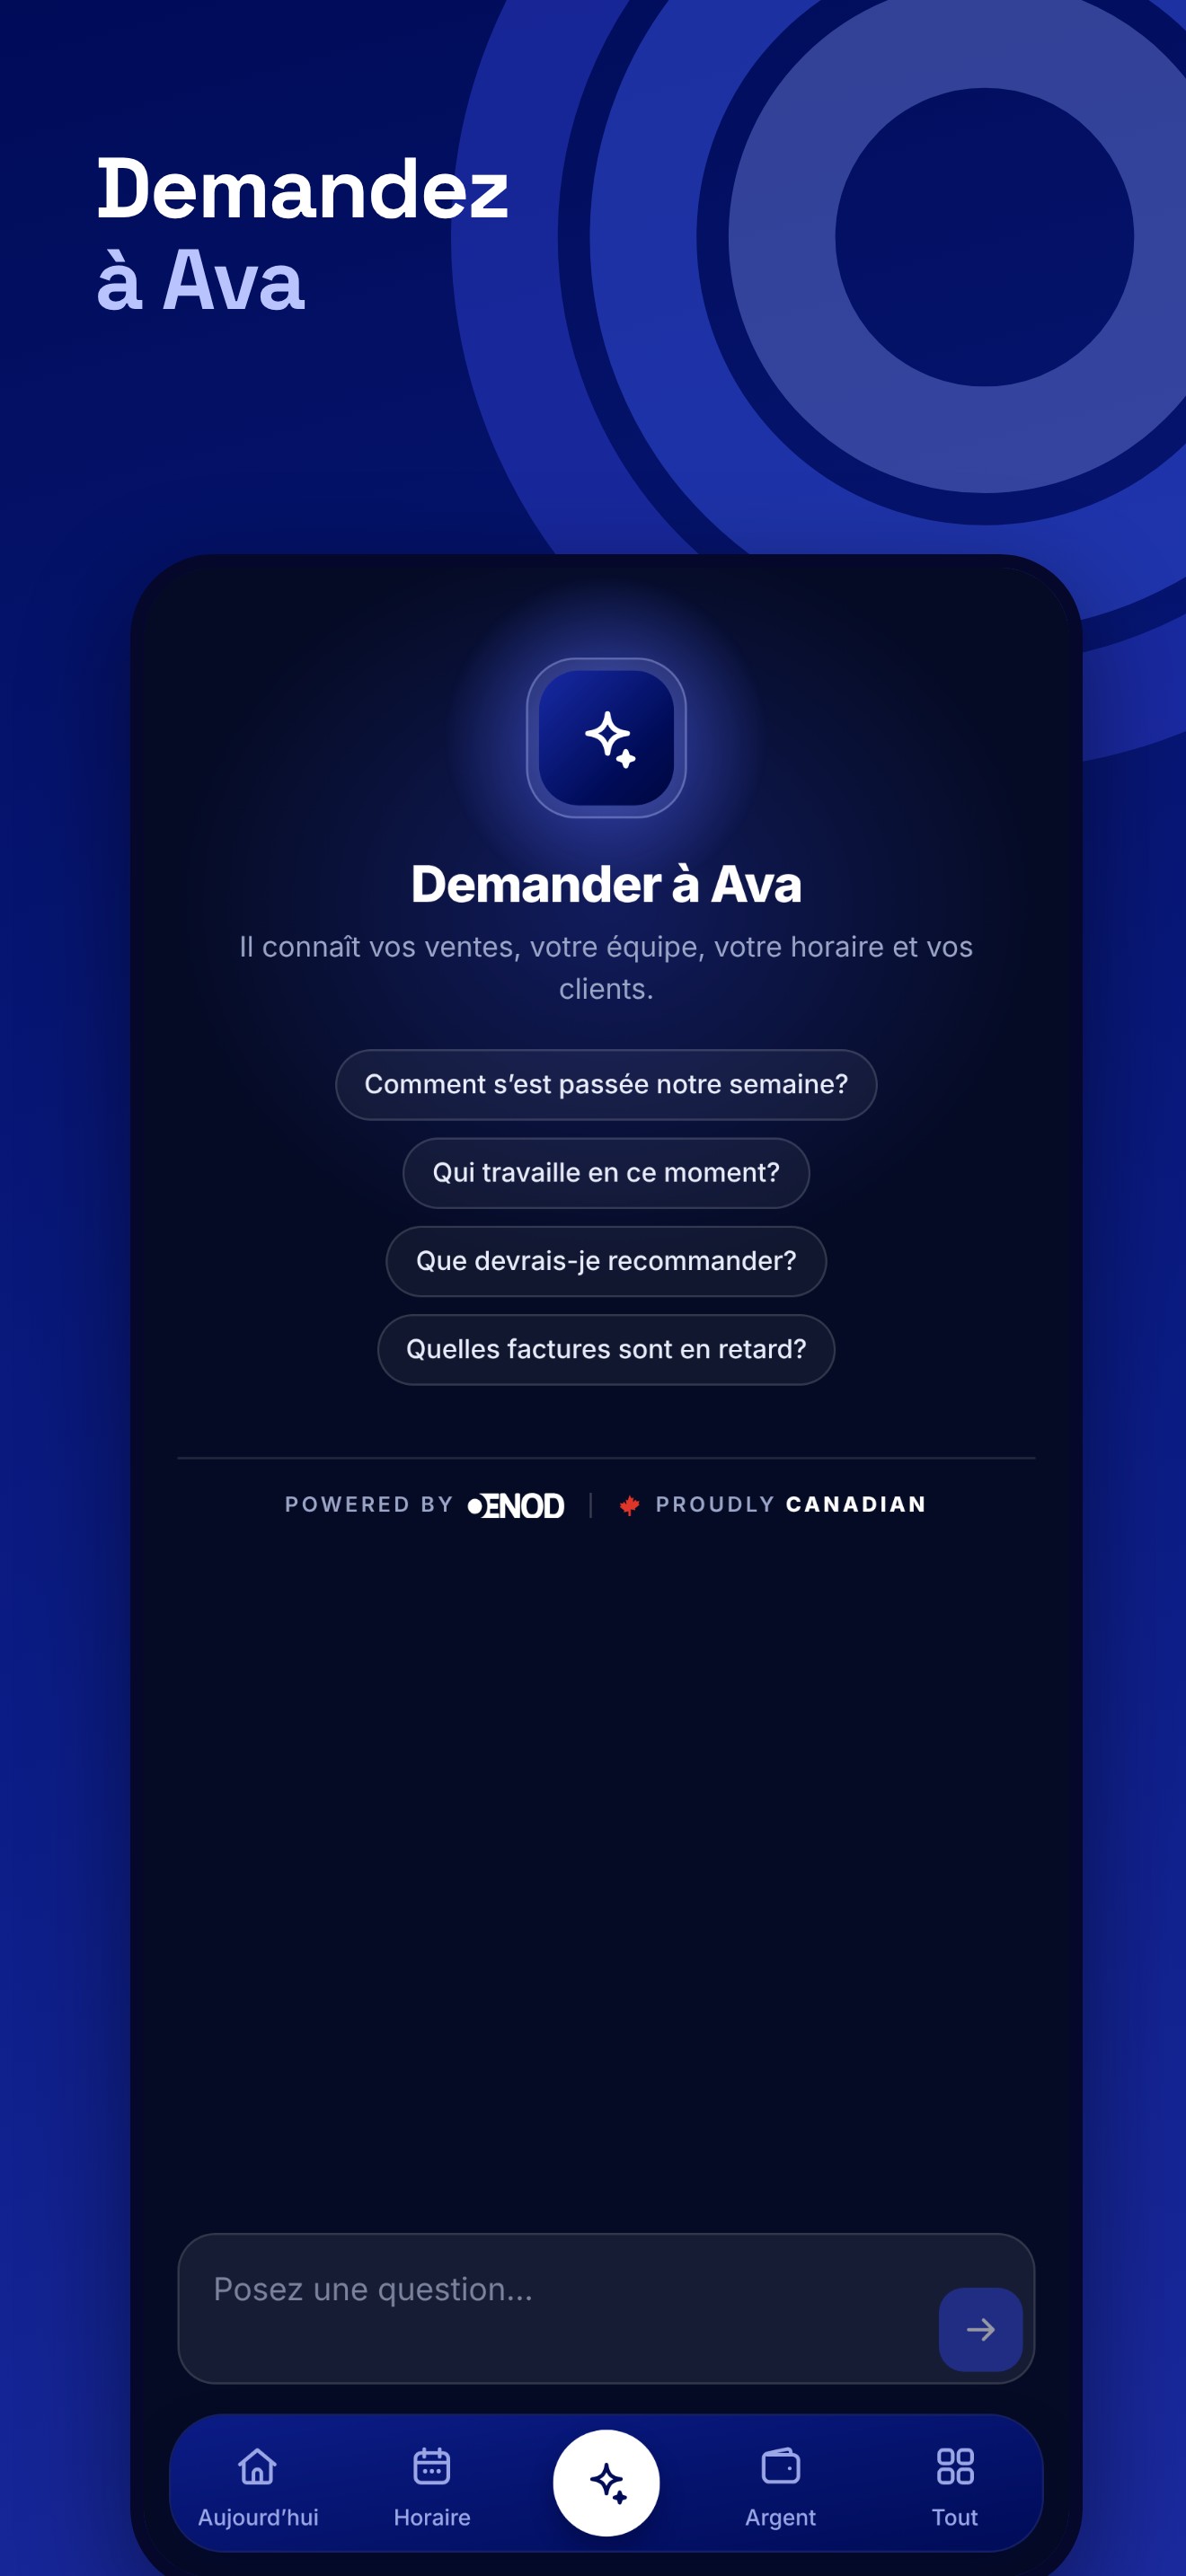 Demandez
à Ava
Demander à Ava
Il connaît vos ventes, votre équipe, votre horaire et vos
clients.
Comment s’est passée notre semaine?
Qui travaille en ce moment?
Que devrais-je recommander?
Quelles factures sont en retard?
POWERED BY ENOD | PROUDLY CANADIAN
Posez une question...
Aujourd’hui
Horaire
Argent
Tout